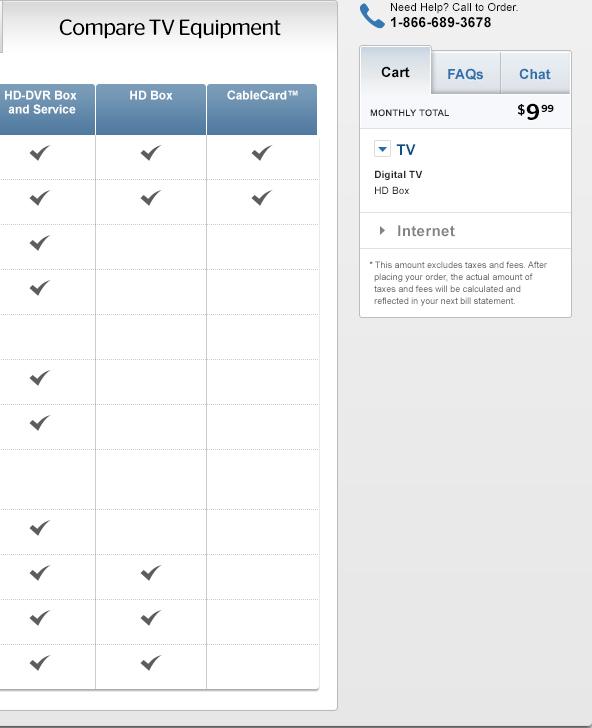 Compare TV Equipment
HD-DVR Box
and Service
HD Box
CableCard™
Need Help? Call to Order.
1-866-689-3678
Cart
FAQs
Chat
MONTHLY TOTAL
$9.99
TV
Digital TV
HD Box
Internet
* This amount excludes taxes and fees. After
placing your order, the actual amount of
taxes and fees will be calculated and
reflected in your next bill statement.